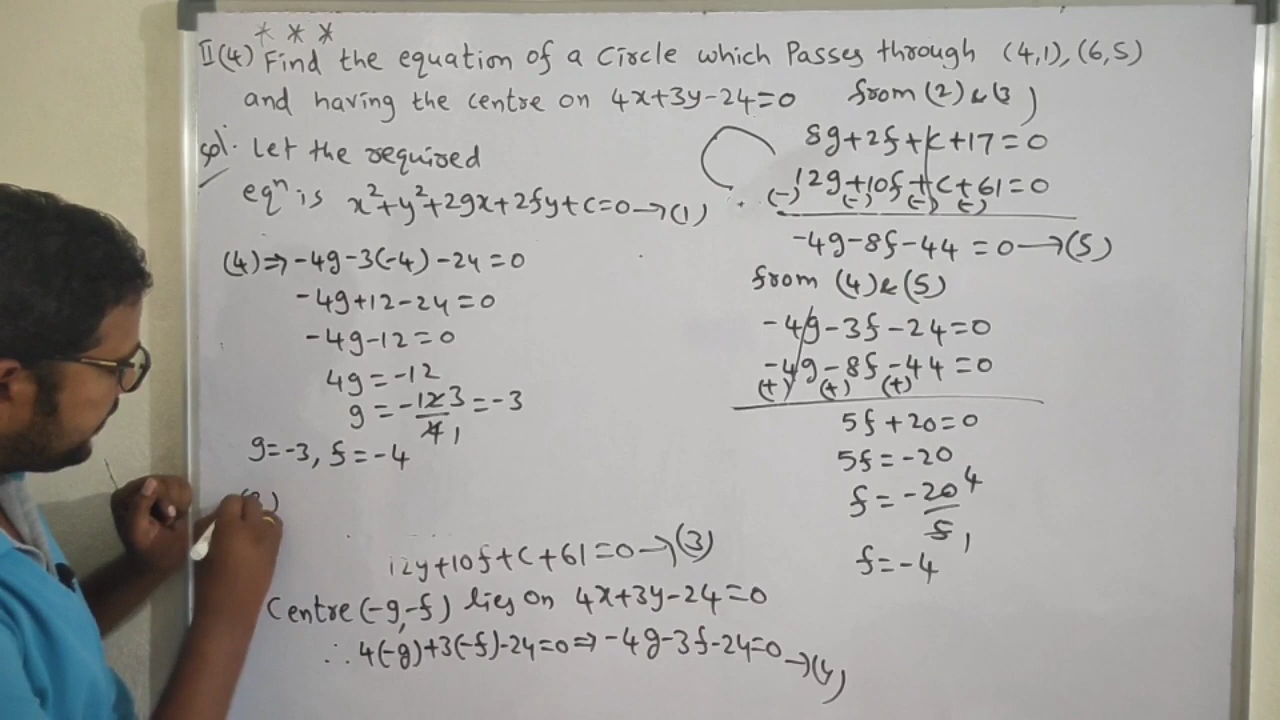 * * *
II(4) Find the equation of a Circle which Passes through (4,1), (6,5)
and having the centre on 4x+3y-24=0
sol. Let the required
eqn is x²+y²+2gx+2fy+c=0→(1)
(4)⇒ -4g-3(-4)-24=0
-4g+12-24=0
-4g-12=0
4g=-12
g=-12/4=-3
g=-3, f=-4
12g+10f+c+61=0→(3)
Centre(-g,-f) lies on 4x+3y-24=0
∴ 4(-g)+3(-f)-24=0⇒-4g-3f-24=0→(4)
from (2)&(3)
8g+2f+c+17=0
12g+10f+c+61=0
(-) (-) (-) (-)
-4g-8f-44=0→(5)
from (4)&(5)
-4g-3f-24=0
-4g-8f-44=0
(+) (+) (+)
5f+20=0
5f=-20
f=-20/5
f=-4